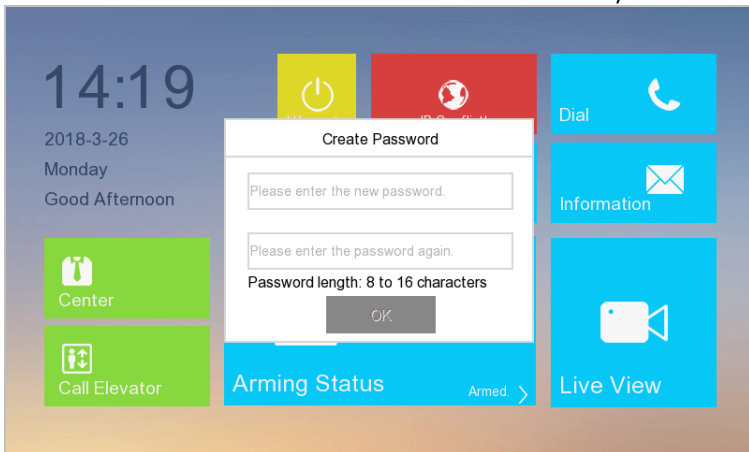 14:19
2018-3-26
Monday
Good Afternoon
Dial
Information
Create Password
Please enter the new password.
Please enter the password again.
Password length: 8 to 16 characters
OK
Center
Call Elevator
Arming Status
Armed.
Live View